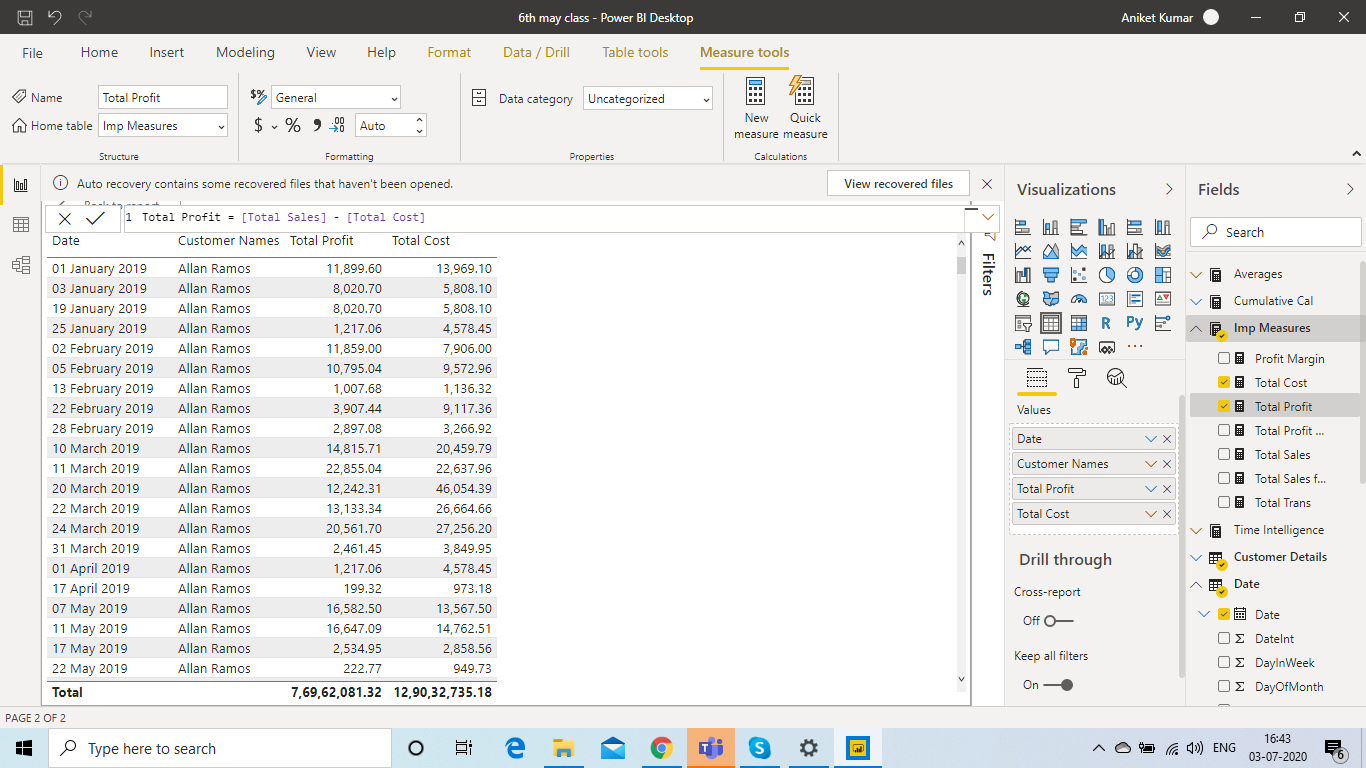 6th may class - Power BI Desktop
Aniket Kumar
File Home Insert Modeling View Help Format Data / Drill Table tools Measure tools
Name Total Profit
Home table Imp Measures
Structure
$% General
$ % 9 Auto
Formatting
Data category Uncategorized
Properties
New measure
Quick measure
Calculations
Auto recovery contains some recovered files that haven't been opened.
View recovered files
Back to report
1 Total Profit = [Total Sales] - [Total Cost]
Date Customer Names Total Profit Total Cost
01 January 2019 Allan Ramos 11,899.60 13,969.10
03 January 2019 Allan Ramos 8,020.70 5,808.10
19 January 2019 Allan Ramos 8,020.70 5,808.10
25 January 2019 Allan Ramos 1,217.06 4,578.45
02 February 2019 Allan Ramos 11,859.00 7,906.00
05 February 2019 Allan Ramos 10,795.04 9,572.96
13 February 2019 Allan Ramos 1,007.68 1,136.32
22 February 2019 Allan Ramos 3,907.44 9,117.36
28 February 2019 Allan Ramos 2,897.08 3,266.92
10 March 2019 Allan Ramos 14,815.71 20,459.79
11 March 2019 Allan Ramos 22,855.04 22,637.96
20 March 2019 Allan Ramos 12,242.31 46,054.39
22 March 2019 Allan Ramos 13,133.34 26,664.66
24 March 2019 Allan Ramos 20,561.70 27,256.20
31 March 2019 Allan Ramos 2,461.45 3,849.95
01 April 2019 Allan Ramos 1,217.06 4,578.45
17 April 2019 Allan Ramos 199.32 973.18
07 May 2019 Allan Ramos 16,582.50 13,567.50
11 May 2019 Allan Ramos 16,647.09 14,762.51
17 May 2019 Allan Ramos 2,534.95 2,858.56
22 May 2019 Allan Ramos 222.77 949.73
Total 7,69,62,081.32 12,90,32,735.18
Filters
Visualizations
123
R Py
Values
Date
Customer Names
Total Profit
Total Cost
Drill through
Cross-report
Off
Keep all filters
On
Fields
Search
Averages
Cumulative Cal
Imp Measures
Profit Margin
Total Cost
Total Profit
Total Profit ...
Total Sales
Total Sales f...
Total Trans
Time Intelligence
Customer Details
Date
Date
DateInt
DayInWeek
DayOfMonth
PAGE 2 OF 2
Type here to search
ENG
16:43
03-07-2020
6